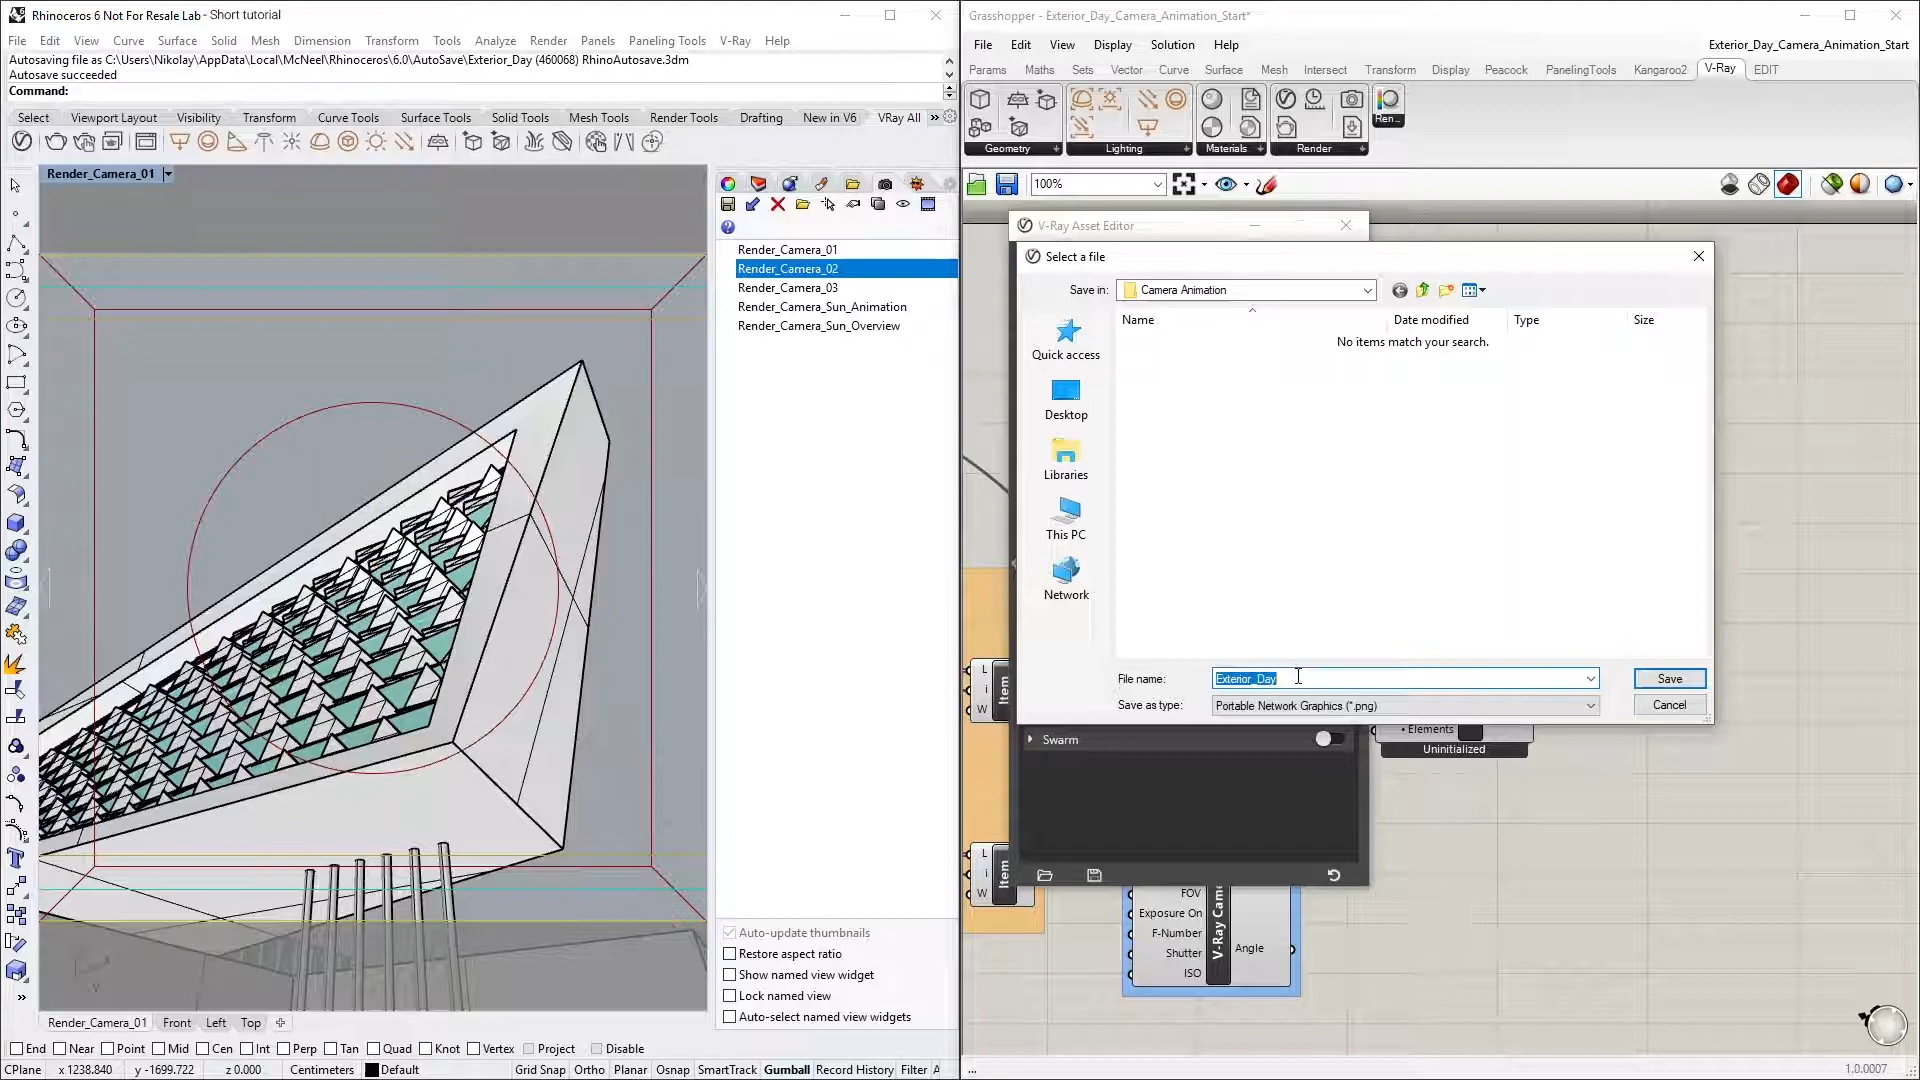 Rhinoceros 6 Not For Resale Lab - Short tutorial
File Edit View Curve Surface Solid Mesh Dimension Transform Tools Analyze Render Panels Paneling Tools V-Ray Help
Autosaving file as C:\Users\Nikolay\AppData\Local\McNeel\Rhinoceros\6.0\AutoSave\Exterior_Day (460068) RhinoAutosave.3dm
Autosave succeeded
Command:
Select Viewport Layout Visibility Transform Curve Tools Surface Tools Solid Tools Mesh Tools Render Tools Drafting New in V6 VRay All »
Render_Camera_01
Render_Camera_01
Render_Camera_02
Render_Camera_03
Render_Camera_Sun_Animation
Render_Camera_Sun_Overview
Auto-update thumbnails
Restore aspect ratio
Show named view widget
Lock named view
Auto-select named view widgets
Render_Camera_01 Front Left Top
End Near Point Mid Cen Int Perp Tan Quad Knot Vertex Project Disable
CPlane x 1238.840 y -1699.722 z 0.000 Centimeters Default Grid Snap Ortho Planar Osnap SmartTrack Gumball Record History Filter A
Grasshopper - Exterior_Day_Camera_Animation_Start*
File Edit View Display Solution Help
Exterior_Day_Camera_Animation_Start
Params Maths Sets Vector Curve Surface Mesh Intersect Transform Display Peacock PanelingTools Kangaroo2 V-Ray EDIT
Ren...
Geometry Lighting Materials Render
100%
V-Ray Asset Editor
Select a file
Save in: Camera Animation
Name Date modified Type Size
No items match your search.
Quick access
Desktop
Libraries
This PC
Network
File name: Exterior_Day Save
Save as type: Portable Network Graphics (*.png) Cancel
L
i
W
Item
Elements
Uninitialized
Swarm
L
i
W
Item
FOV
Exposure On
F-Number
Shutter
ISO
V-Ray Came
Angle
...
1.0.0007